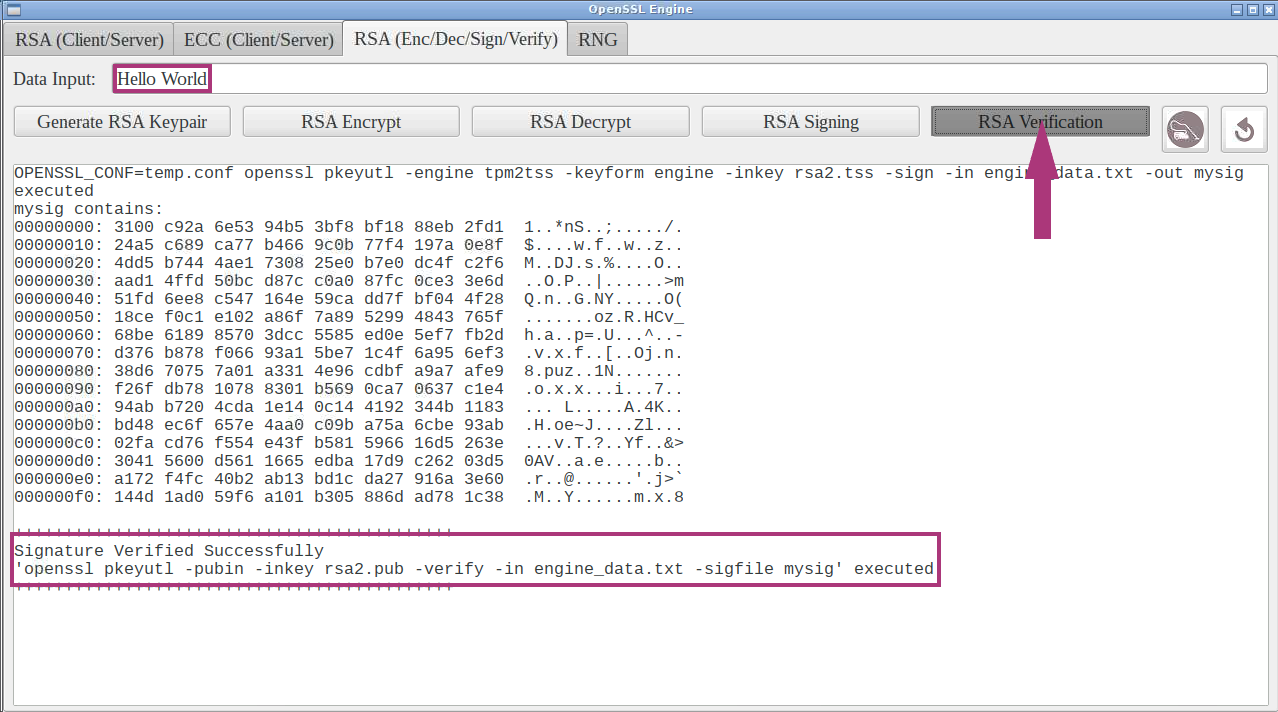 OpenSSL Engine
RSA (Client/Server) ECC (Client/Server) RSA (Enc/Dec/Sign/Verify) RNG
Data Input: Hello World
Generate RSA Keypair RSA Encrypt RSA Decrypt RSA Signing RSA Verification
OPENSSL_CONF=temp.conf openssl pkeyutl -engine tpm2tss -keyform engine -inkey rsa2.tss -sign -in engine_data.txt -out mysig
executed
mysig contains:
00000000: 3100 c92a 6e53 94b5 3bf8 bf18 88eb 2fd1  1..*nS..;...../.
00000010: 24a5 c689 ca77 b466 9c0b 77f4 197a 0e8f  $....w.f..w..z..
00000020: 4dd5 b744 4ae1 7308 25e0 b7e0 dc4f c2f6  M..DJ.s.%....O..
00000030: aad1 4ffd 50bc d87c c0a0 87fc 0ce3 3e6d  ..O.P..|......>m
00000040: 51fd 6ee8 c547 164e 59ca dd7f bf04 4f28  Q.n..G.NY.....O(
00000050: 18ce f0c1 e102 a86f 7a89 5299 4843 765f  .......oz.R.HCv_
00000060: 68be 6189 8570 3dcc 5585 ed0e 5ef7 fb2d  h.a..p=.U...^..-
00000070: d376 b878 f066 93a1 5be7 1c4f 6a95 6ef3  .v.x.f..[..Oj.n.
00000080: 38d6 7075 7a01 a331 4e96 cdbf a9a7 afe9  8.puz..1N.......
00000090: f26f db78 1078 8301 b569 0ca7 0637 c1e4  .o.x.x...i...7..
000000a0: 94ab b720 4cda 1e14 0c14 4192 344b 1183  ... L.....A.4K..
000000b0: bd48 ec6f 657e 4aa0 c09b a75a 6cbe 93ab  .H.oe~J....Zl...
000000c0: 02fa cd76 f554 e43f b581 5966 16d5 263e  ...v.T.?..Yf..&>
000000d0: 3041 5600 d561 1665 edba 17d9 c262 03d5  0AV..a.e.....b..
000000e0: a172 f4fc 40b2 ab13 bd1c da27 916a 3e60  .r..@......'.j>`
000000f0: 144d 1ad0 59f6 a101 b305 886d ad78 1c38  .M..Y......m.x.8
Signature Verified Successfully
'openssl pkeyutl -pubin -inkey rsa2.pub -verify -in engine_data.txt -sigfile mysig' executed